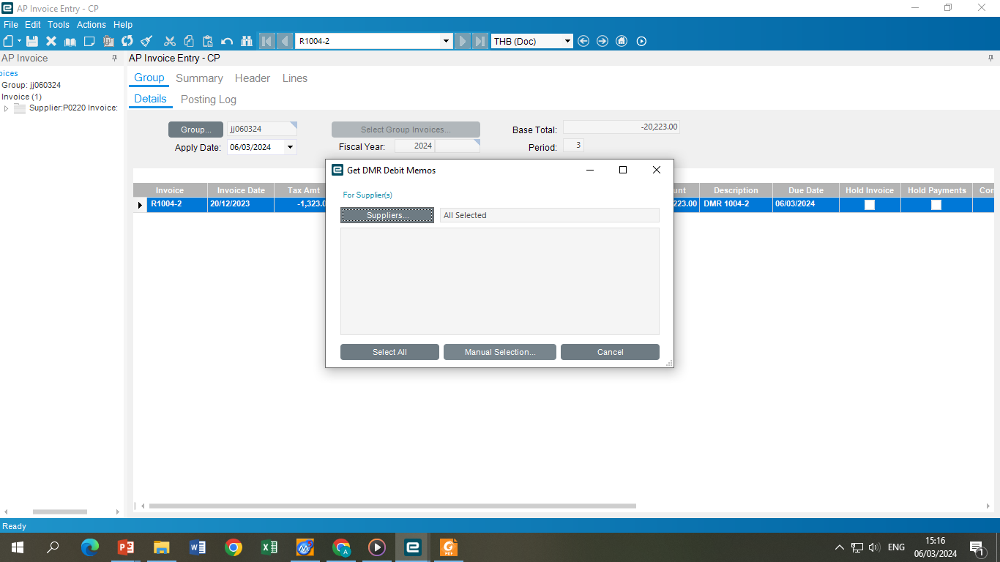 AP Invoice Entry - CP
File Edit Tools Actions Help
R1004-2 THB (Doc)
AP Invoice
oices
Group: jj060324
Invoice (1)
Supplier:P0220 Invoice:
AP Invoice Entry - CP
Group Summary Header Lines
Details Posting Log
Group... jj060324 Select Group Invoices... Base Total: -20,223.00
Apply Date: 06/03/2024 Fiscal Year: 2024 Period: 3
Invoice Invoice Date Tax Amt unt Description Due Date Hold Invoice Hold Payments Con
R1004-2 20/12/2023 -1,323.0 223.00 DMR 1004-2 06/03/2024
Get DMR Debit Memos
For Supplier(s)
Suppliers... All Selected
Select All Manual Selection... Cancel
Ready
ENG
15:16
06/03/2024
1